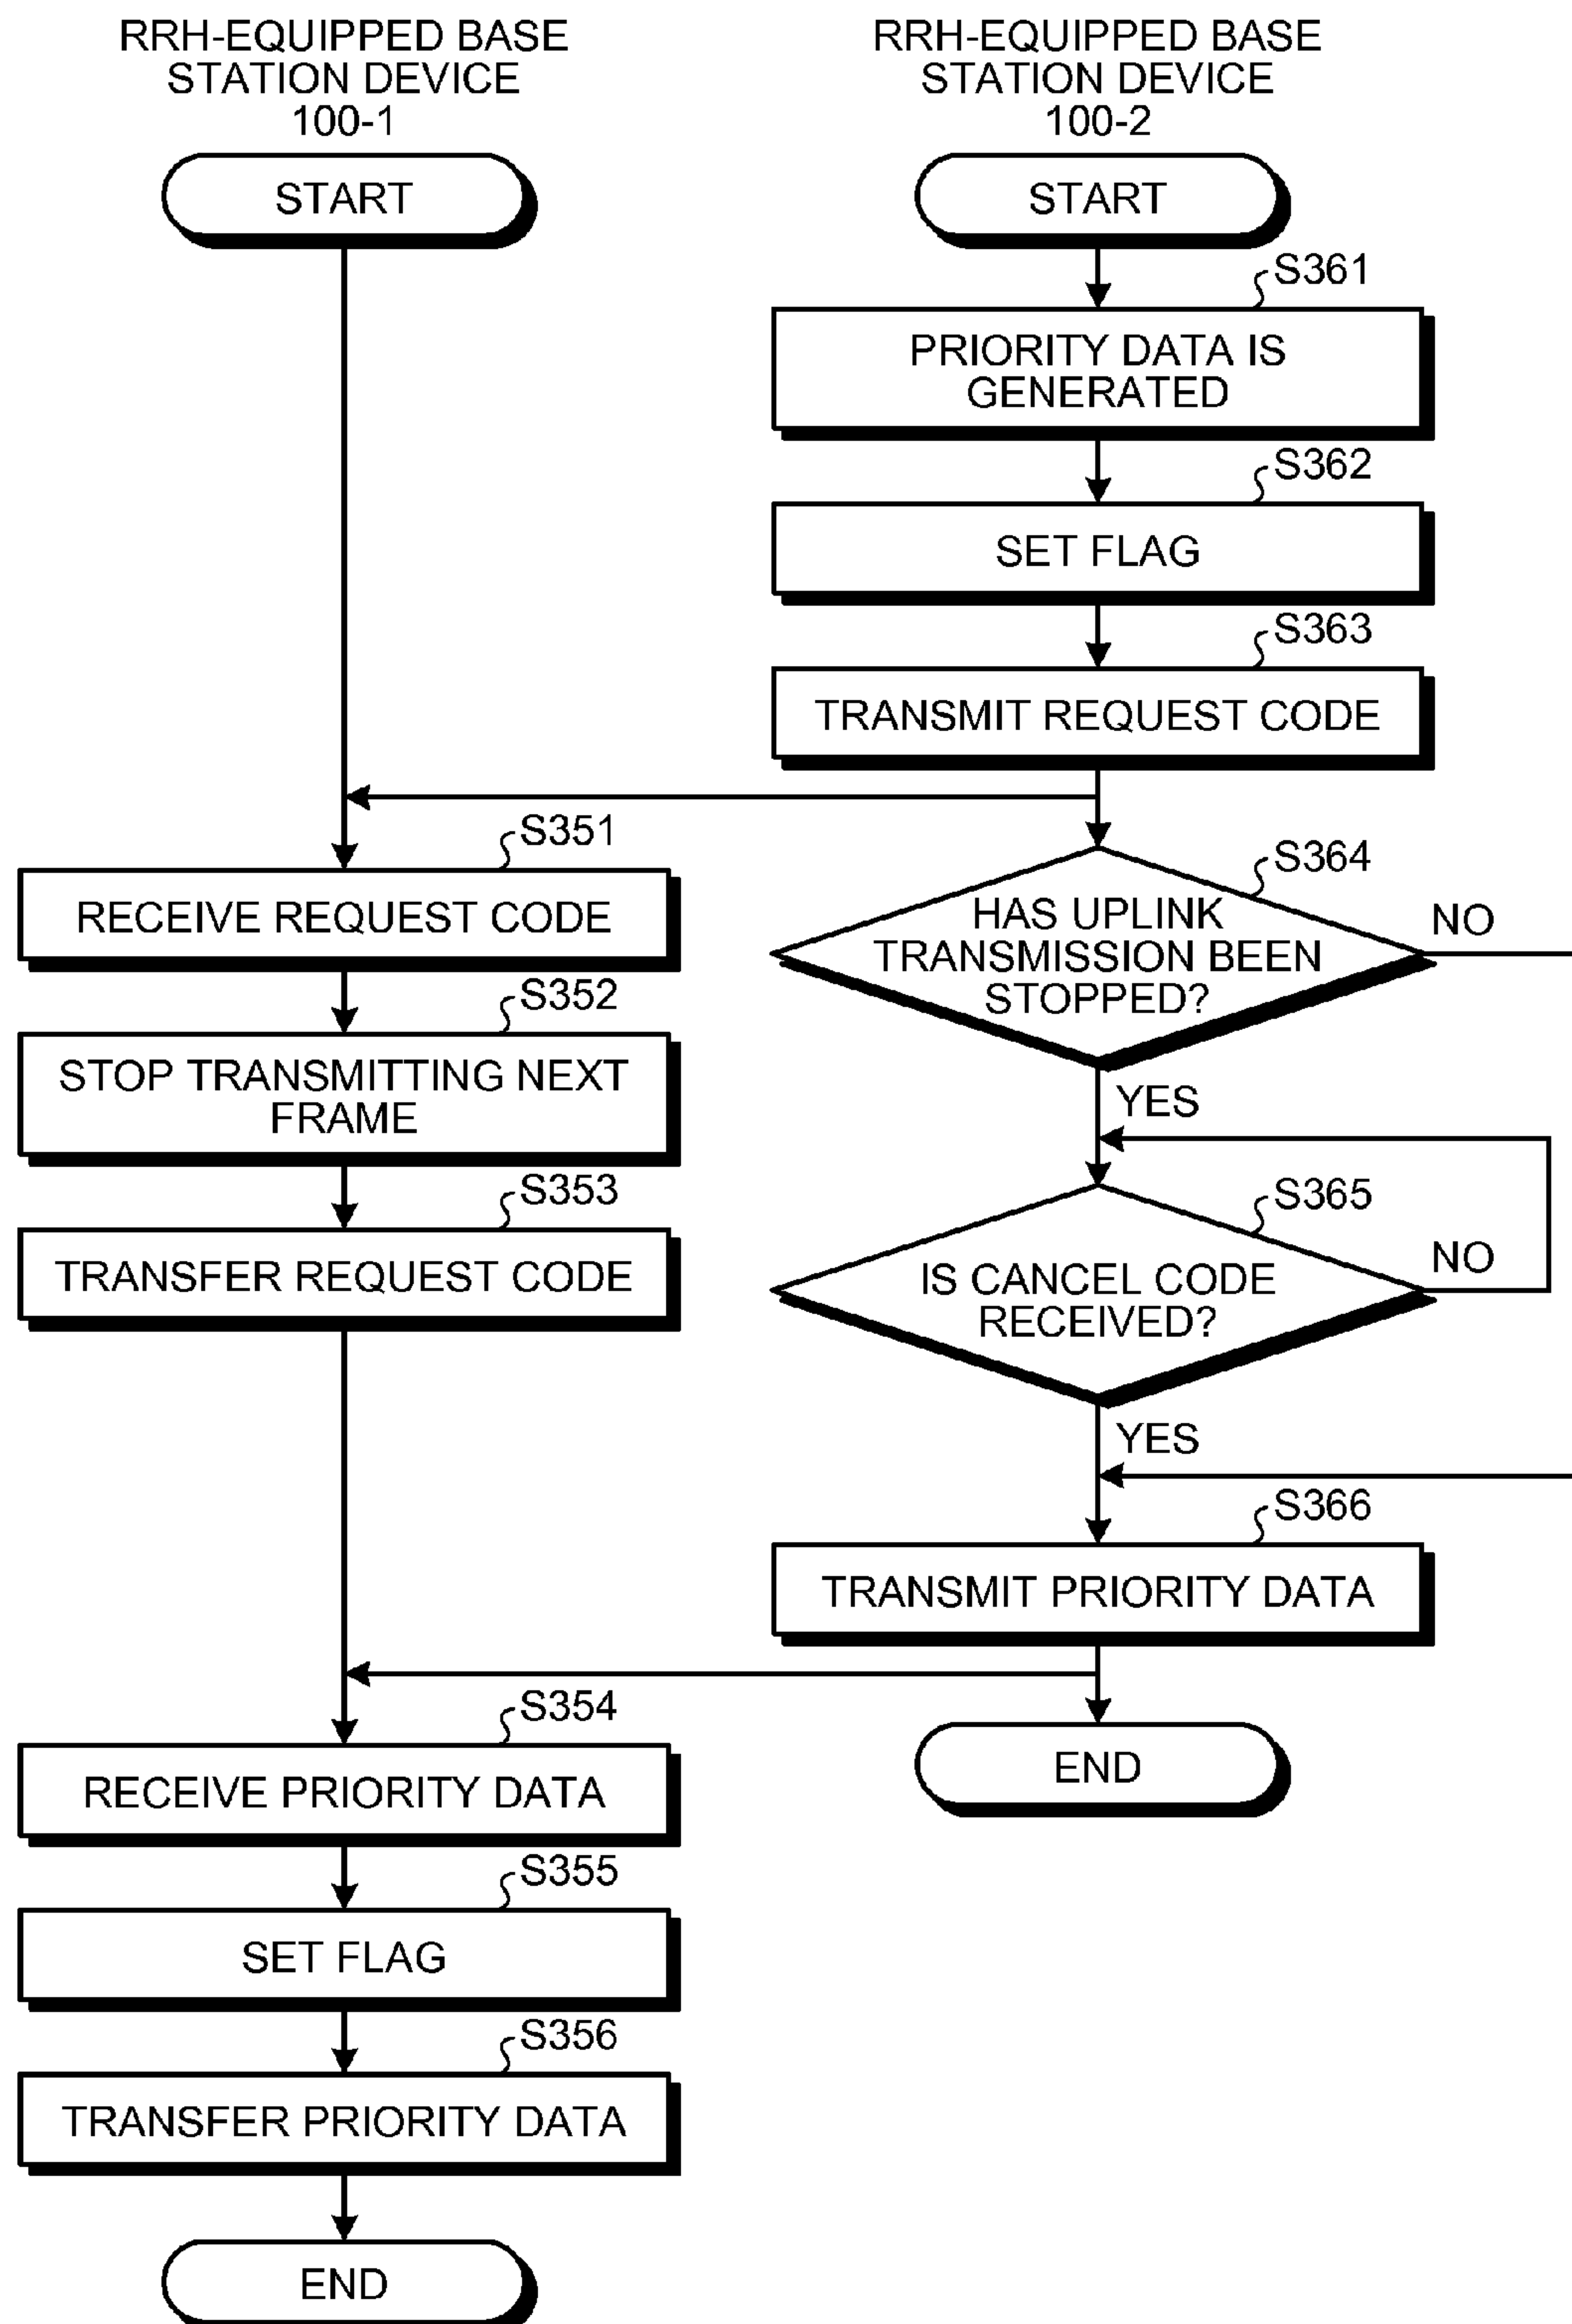 RRH-EQUIPPED BASE
STATION DEVICE
100-1
START
RRH-EQUIPPED BASE
STATION DEVICE
100-2
START
S361
PRIORITY DATA IS
GENERATED
S362
SET FLAG
S363
TRANSMIT REQUEST CODE
S351
RECEIVE REQUEST CODE
S364
HAS UPLINK
TRANSMISSION BEEN
STOPPED?
NO
YES
S352
STOP TRANSMITTING NEXT
FRAME
S353
TRANSFER REQUEST CODE
S365
IS CANCEL CODE
RECEIVED?
NO
YES
S366
TRANSMIT PRIORITY DATA
END
S354
RECEIVE PRIORITY DATA
S355
SET FLAG
S356
TRANSFER PRIORITY DATA
END